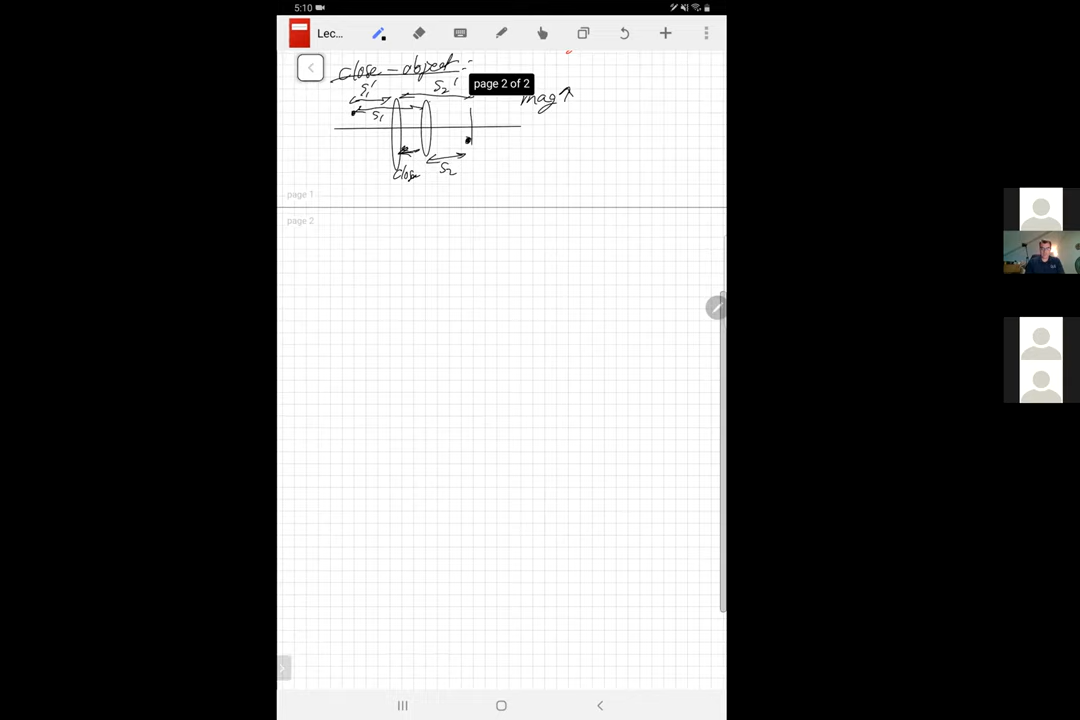 5:10
Lec...
close-object:
page 2 of 2
S1' S2'
mag↑
S1
S2
close
page 1
page 2